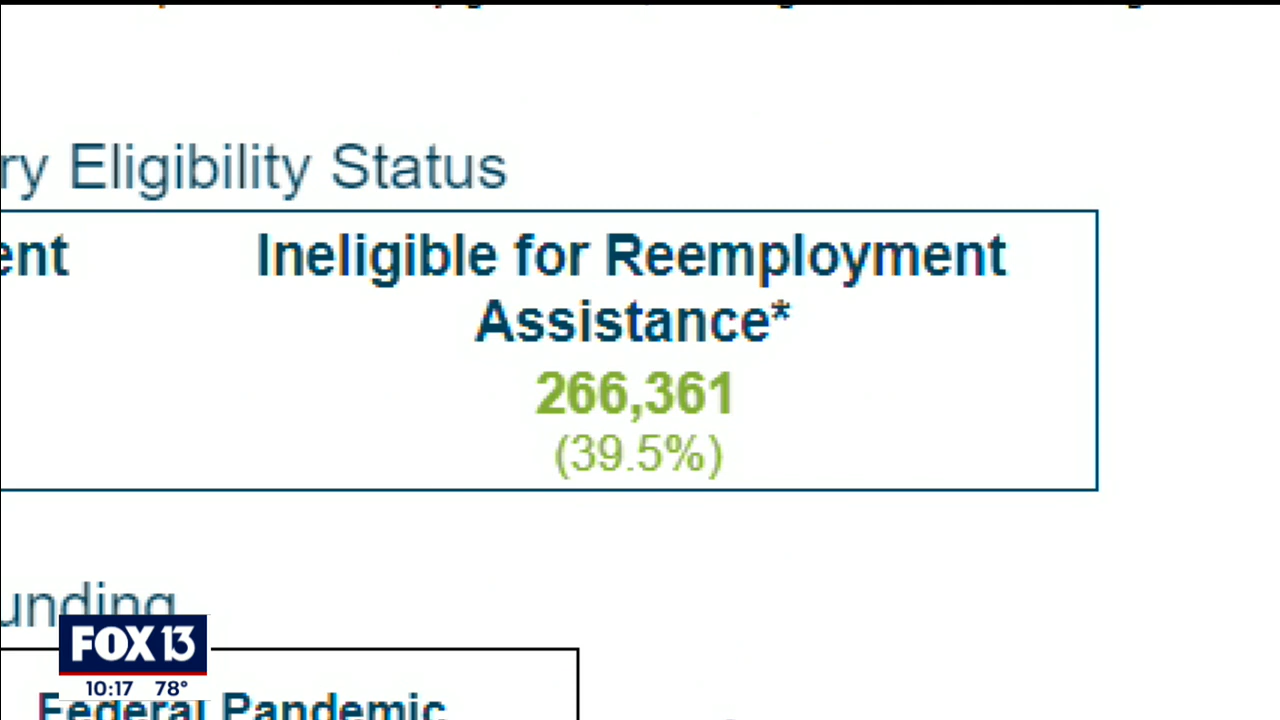 ry Eligibility Status
ent
Ineligible for Reemployment
Assistance*
266,361
(39.5%)
unding
FOX 13
10:17 78°
Federal Pandemic